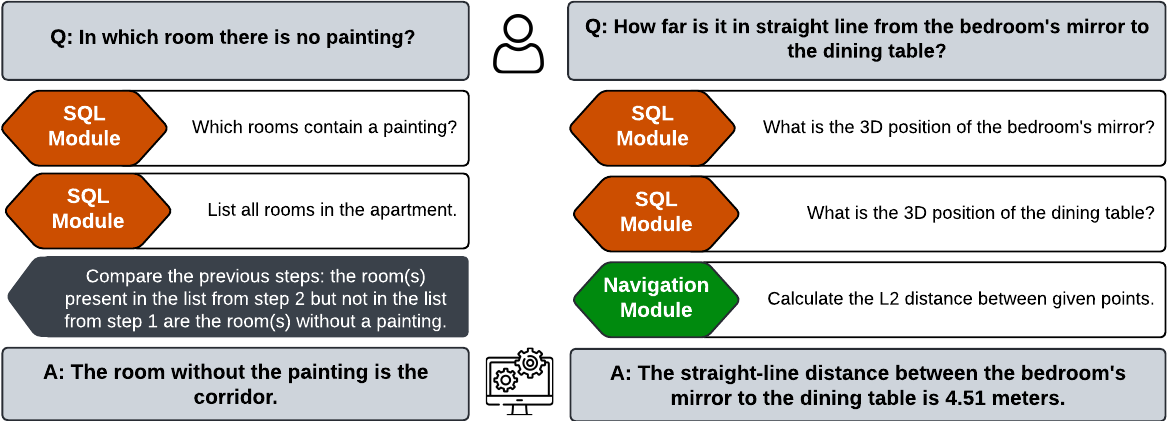 Q: In which room there is no painting?
SQL
Module
Which rooms contain a painting?
SQL
Module
List all rooms in the apartment.
Compare the previous steps: the room(s)
present in the list from step 2 but not in the list
from step 1 are the room(s) without a painting.
A: The room without the painting is the
corridor.
Q: How far is it in straight line from the bedroom's mirror to
the dining table?
SQL
Module
What is the 3D position of the bedroom's mirror?
SQL
Module
What is the 3D position of the dining table?
Navigation
Module
Calculate the L2 distance between given points.
A: The straight-line distance between the bedroom's
mirror to the dining table is 4.51 meters.